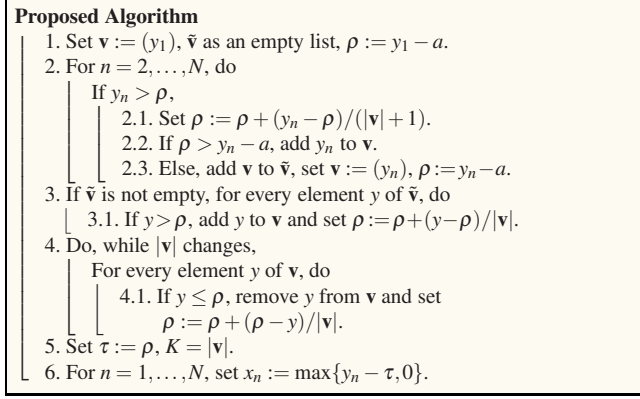 Proposed Algorithm
1. Set v := (y₁), ṽ as an empty list, ρ := y₁ − a.
2. For n = 2,...,N, do
If yₙ > ρ,
2.1. Set ρ := ρ + (yₙ − ρ)/(|v| + 1).
2.2. If ρ > yₙ − a, add yₙ to v.
2.3. Else, add v to ṽ, set v := (yₙ), ρ := yₙ − a.
3. If ṽ is not empty, for every element y of ṽ, do
3.1. If y > ρ, add y to v and set ρ := ρ + (y − ρ)/|v|.
4. Do, while |v| changes,
For every element y of v, do
4.1. If y ≤ ρ, remove y from v and set
ρ := ρ + (ρ − y)/|v|.
5. Set τ := ρ, K = |v|.
6. For n = 1,...,N, set xₙ := max{yₙ − τ, 0}.